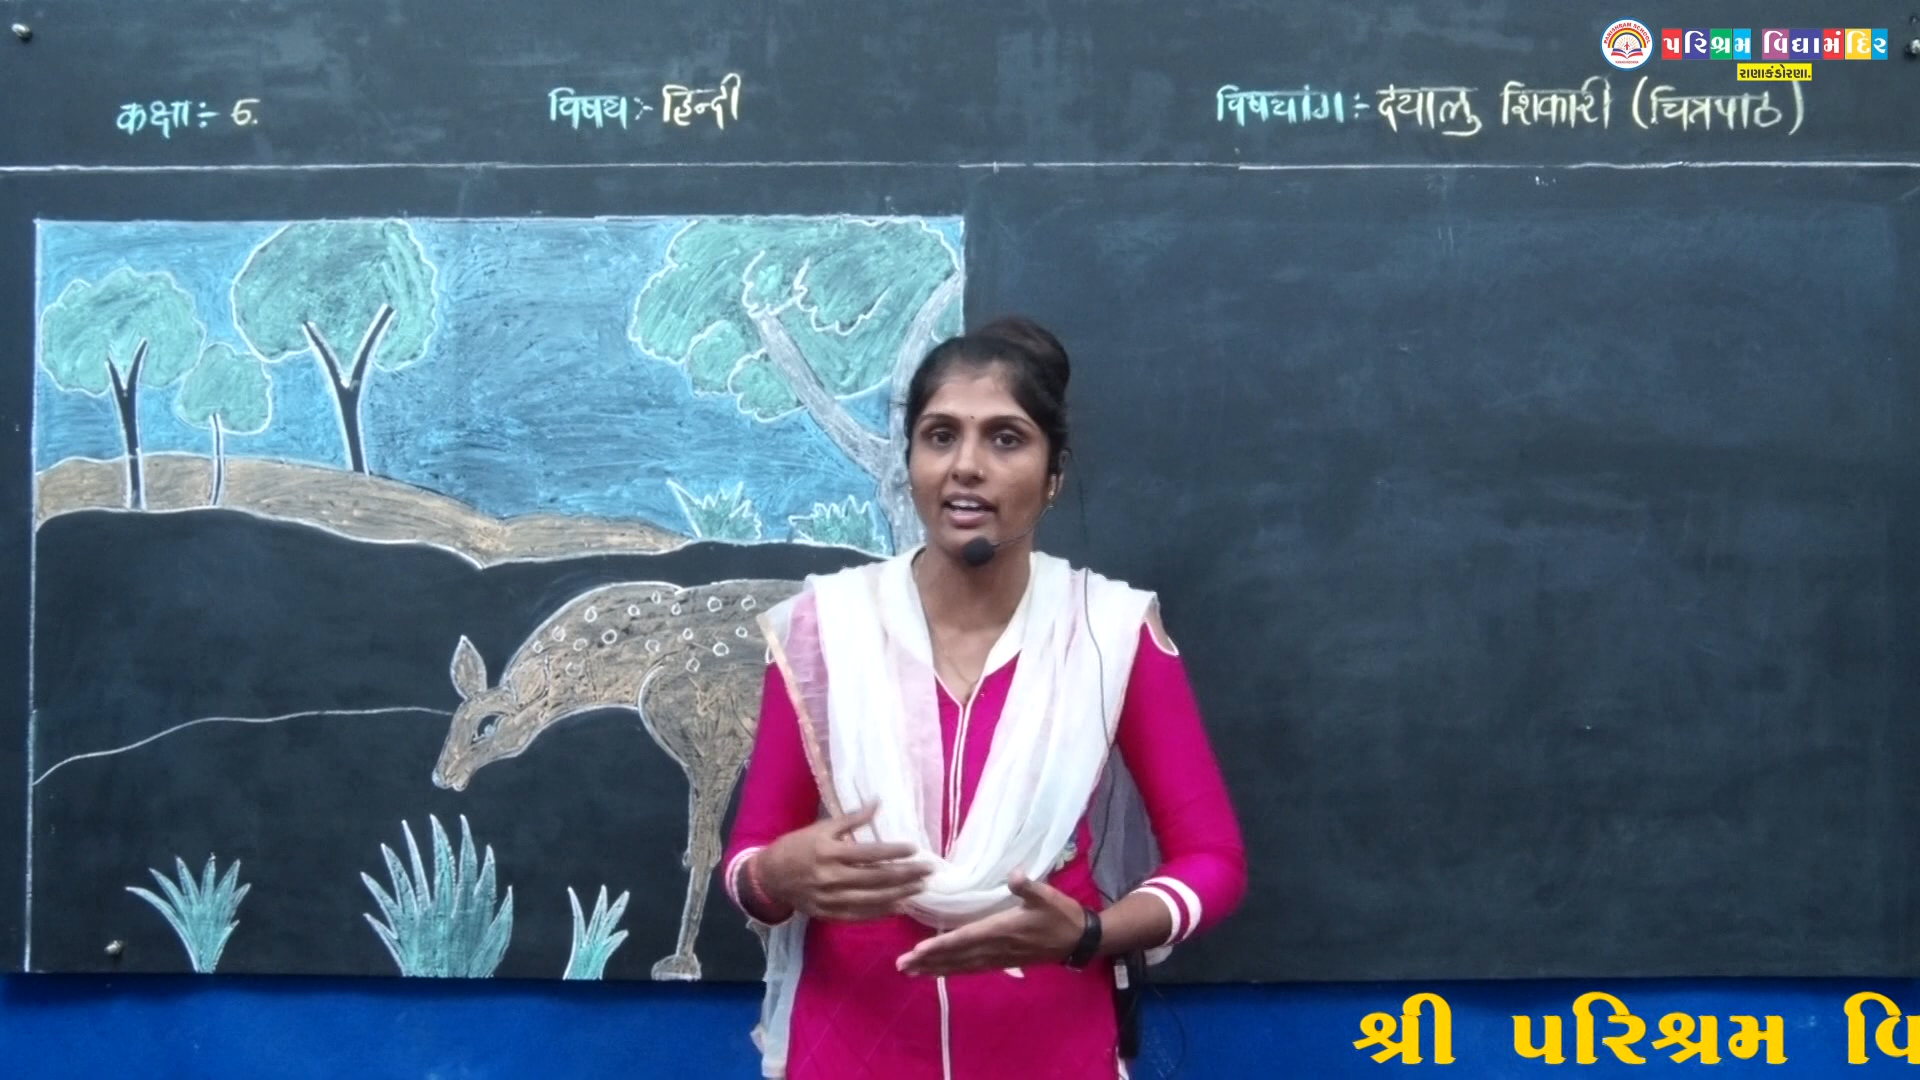 પરિશ્રમ વિદ્યામંદિર
રાણાકંડોરણા.
कक्षा :- 6.
विषय :- हिन्दी
विषयांग :- दयालु शिकारी (चित्रपाठ)
શ્રી પરિશ્રમ વિ